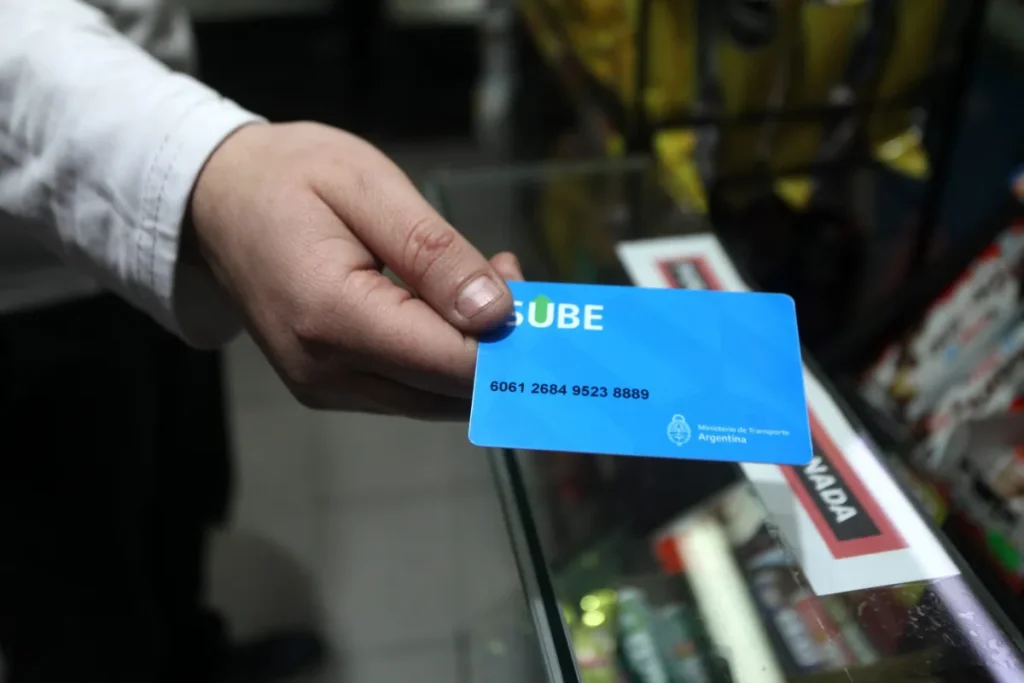 SUBE
6061 2684 9523 8889
Ministerio de Transporte
Argentina
NADA